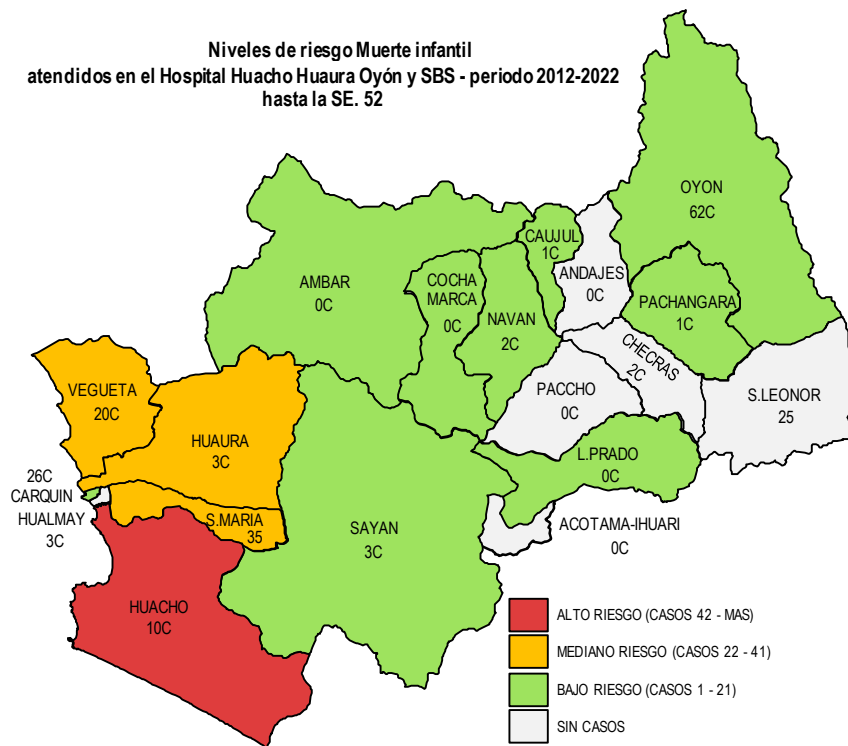 Niveles de riesgo Muerte infantil
atendidos en el Hospital Huacho Huaura Oyón y SBS - periodo 2012-2022
hasta la SE. 52
OYON
62C
CAUJUL
1C
ANDAJES
0C
AMBAR
0C
COCHA
MARCA
0C
NAVAN
2C
PACHANGARA
1C
CHECRAS
2C
VEGUETA
20C
PACCHO
0C
S.LEONOR
25
HUAURA
3C
L.PRADO
0C
26C
CARQUIN
HUALMAY
3C
S.MARIA
35
SAYAN
3C
ACOTAMA-IHUARI
0C
HUACHO
10C
ALTO RIESGO (CASOS 42 - MAS)
MEDIANO RIESGO (CASOS 22 - 41)
BAJO RIESGO (CASOS 1 - 21)
SIN CASOS